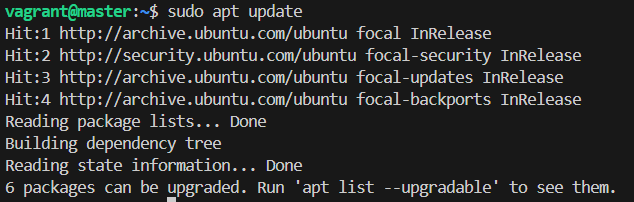 vagrant@master:~$ sudo apt update
Hit:1 http://archive.ubuntu.com/ubuntu focal InRelease
Hit:2 http://security.ubuntu.com/ubuntu focal-security InRelease
Hit:3 http://archive.ubuntu.com/ubuntu focal-updates InRelease
Hit:4 http://archive.ubuntu.com/ubuntu focal-backports InRelease
Reading package lists... Done
Building dependency tree
Reading state information... Done
6 packages can be upgraded. Run 'apt list --upgradable' to see them.